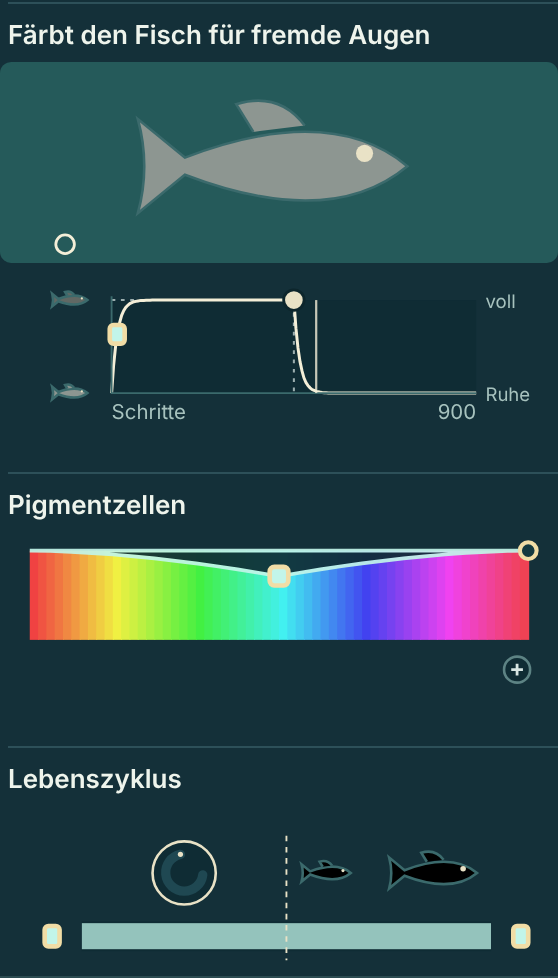 Färbt den Fisch für fremde Augen
voll
Ruhe
Schritte
900
Pigmentzellen
Lebenszyklus